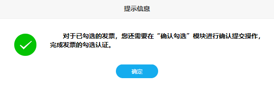 提示信息
对于已勾选的发票，您还需要在“确认勾选”模块进行确认提交操作，
完成发票的勾选认证。
确定